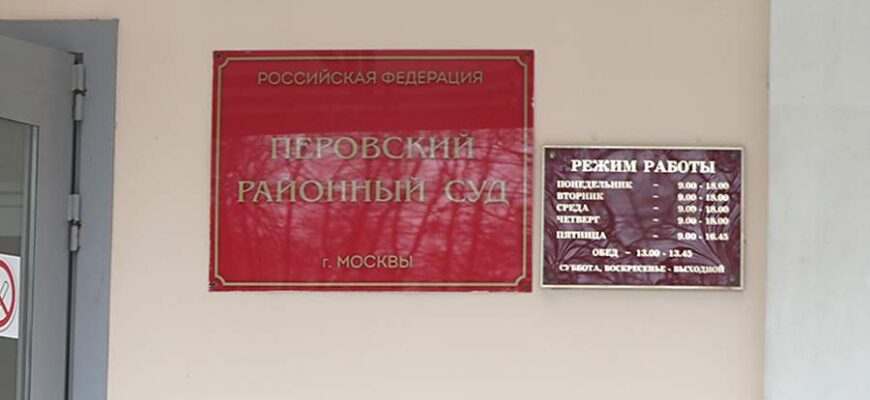 РОССИЙСКАЯ ФЕДЕРАЦИЯ
ПЕРОВСКИЙ
РАЙОННЫЙ СУД
г. МОСКВЫ
РЕЖИМ РАБОТЫ
ПОНЕДЕЛЬНИК - 9.00 - 18.00
ВТОРНИК - 9.00 - 18.00
СРЕДА - 9.00 - 18.00
ЧЕТВЕРГ - 9.00 - 18.00
ПЯТНИЦА - 9.00 - 16.45
ОБЕД - 13.00 - 13.45
СУББОТА, ВОСКРЕСЕНЬЕ - ВЫХОДНОЙ